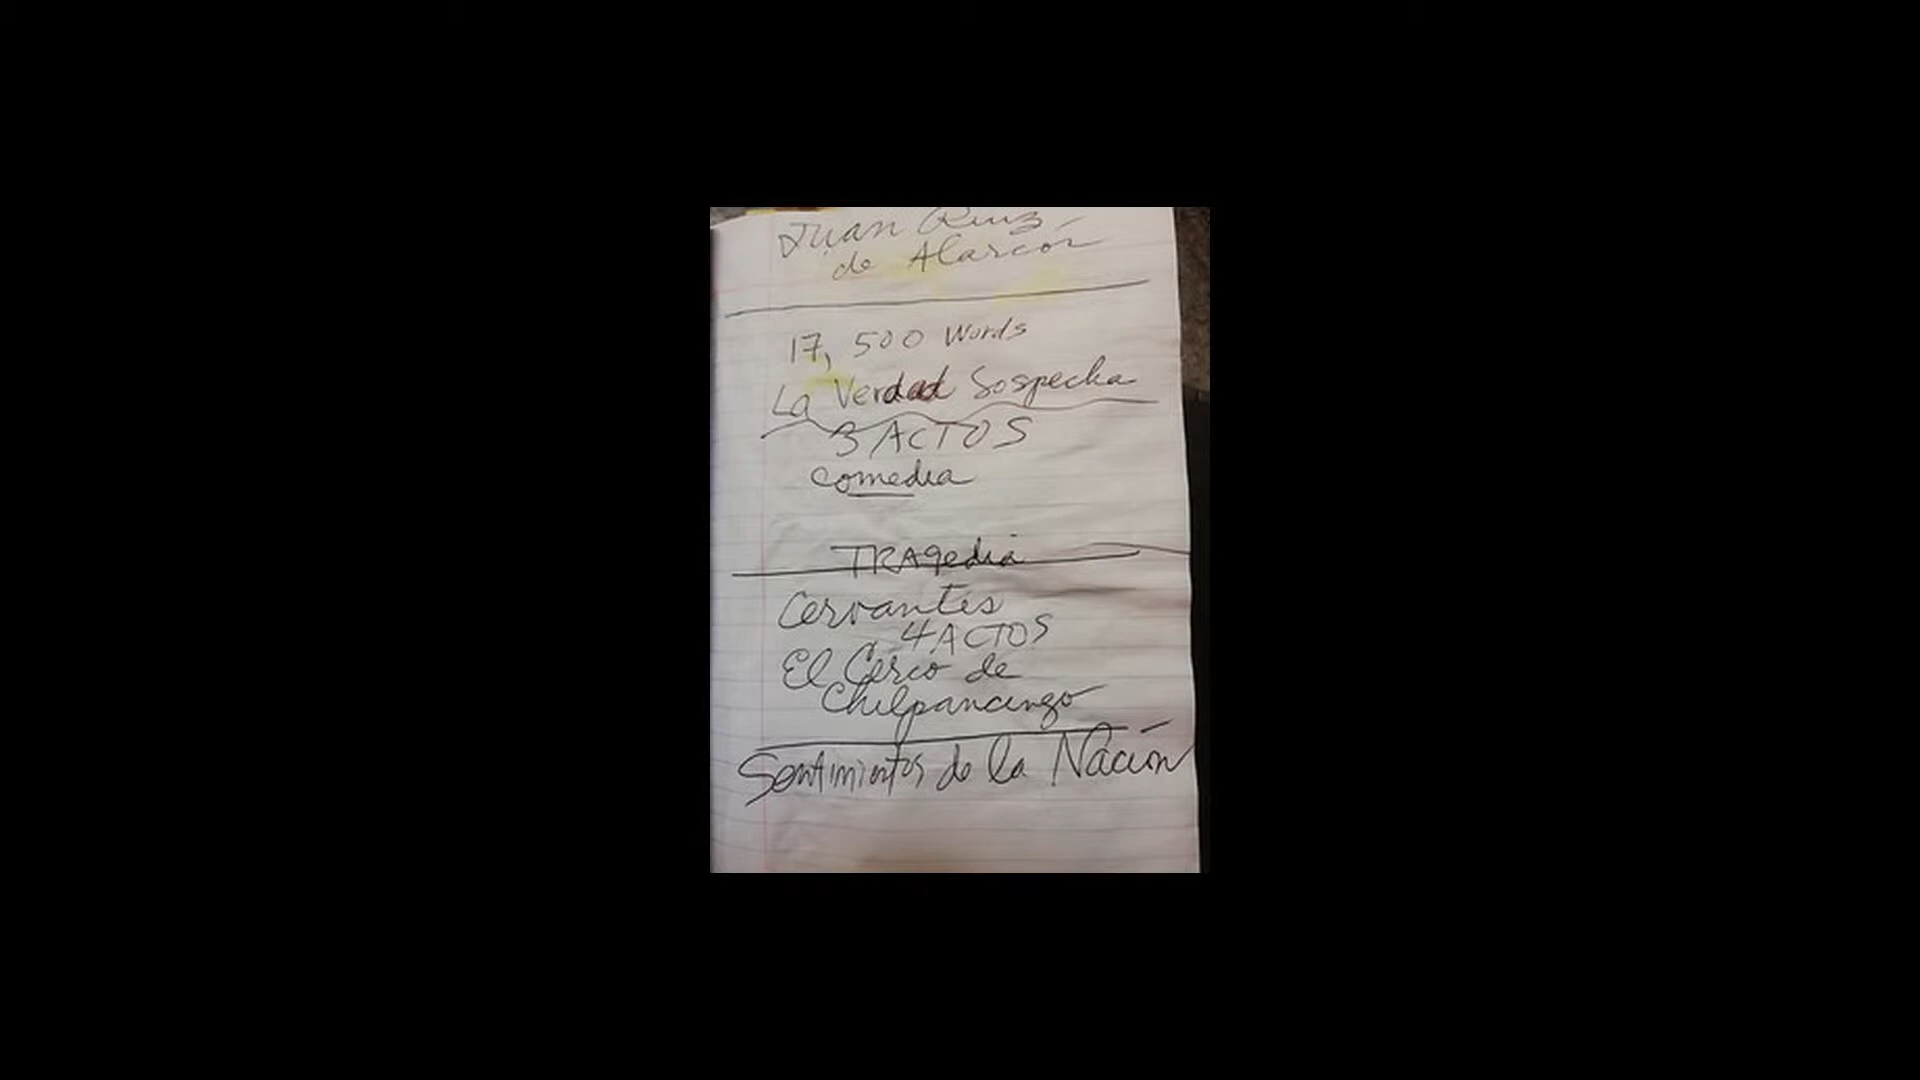 Juan Ruiz
de Alarcón
17, 500 Words
La Verdad Sospecha
3 ACTOS
Comedia
TRAgedia
Cervantes
4 ACTOS
El Cerco de
Chilpancingo
Sentimientos de la Nación